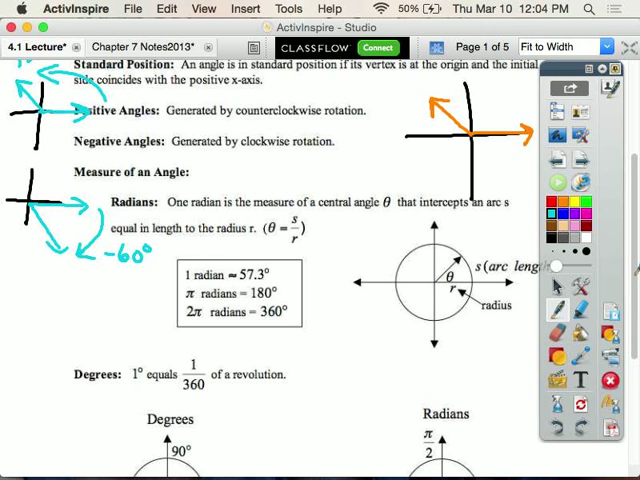 ActivInspire File Edit View Insert Tools Help 50% Thu Mar 10 12:04 PM
ActivInspire - Studio
4.1 Lecture* Chapter 7 Notes2013* CLASSFLOW Connect Page 1 of 5 Fit to Width
Standard Position: An angle is in standard position if its vertex is at the origin and the initial
side coincides with the positive x-axis.
Positive Angles: Generated by counterclockwise rotation.
Negative Angles: Generated by clockwise rotation.
Measure of an Angle:
Radians: One radian is the measure of a central angle θ that intercepts an arc s
equal in length to the radius r. (θ = s/r)
-60°
1 radian ≈ 57.3°
π radians = 180°
2π radians = 360°
s (arc length
θ
r
radius
Degrees: 1° equals 1/360 of a revolution.
Degrees
Radians
90°
π/2